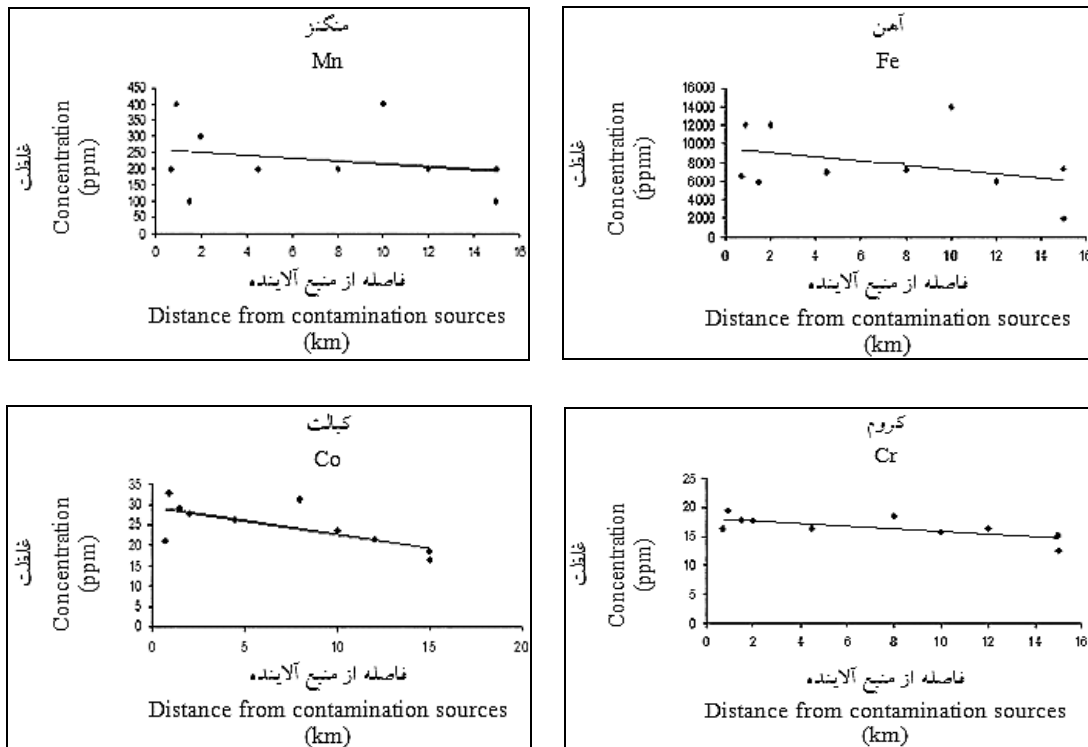 منگنز
Mn
غلظت
Concentration
(ppm)
450
400
350
300
250
200
150
100
50
0
0 2 4 6 8 10 12 14 16
فاصله از منبع آلاینده
Distance from contamination sources
(km)
آهن
Fe
غلظت
Concentration
(ppm)
16000
14000
12000
10000
8000
6000
4000
2000
0
0 2 4 6 8 10 12 14 16
فاصله از منبع آلاینده
Distance from contamination sources
(km)
کبالت
Co
غلظت
Concentration
(ppm)
35
30
25
20
15
10
5
0
0 5 10 15 20
فاصله از منبع آلاینده
Distance from contamination sources
(km)
کروم
Cr
غلظت
Concentration
(ppm)
25
20
15
10
5
0
0 2 4 6 8 10 12 14 16
فاصله از منبع آلاینده
Distance from contamination sources
(km)